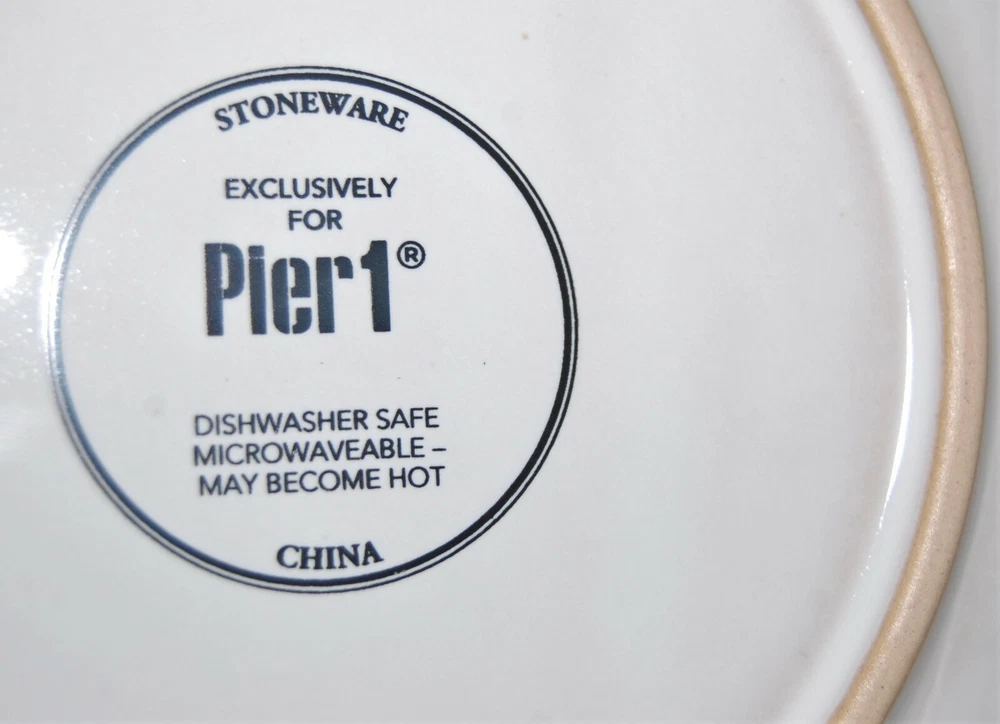 STONEWARE
EXCLUSIVELY
FOR
Pier1®
DISHWASHER SAFE
MICROWAVEABLE –
MAY BECOME HOT
CHINA